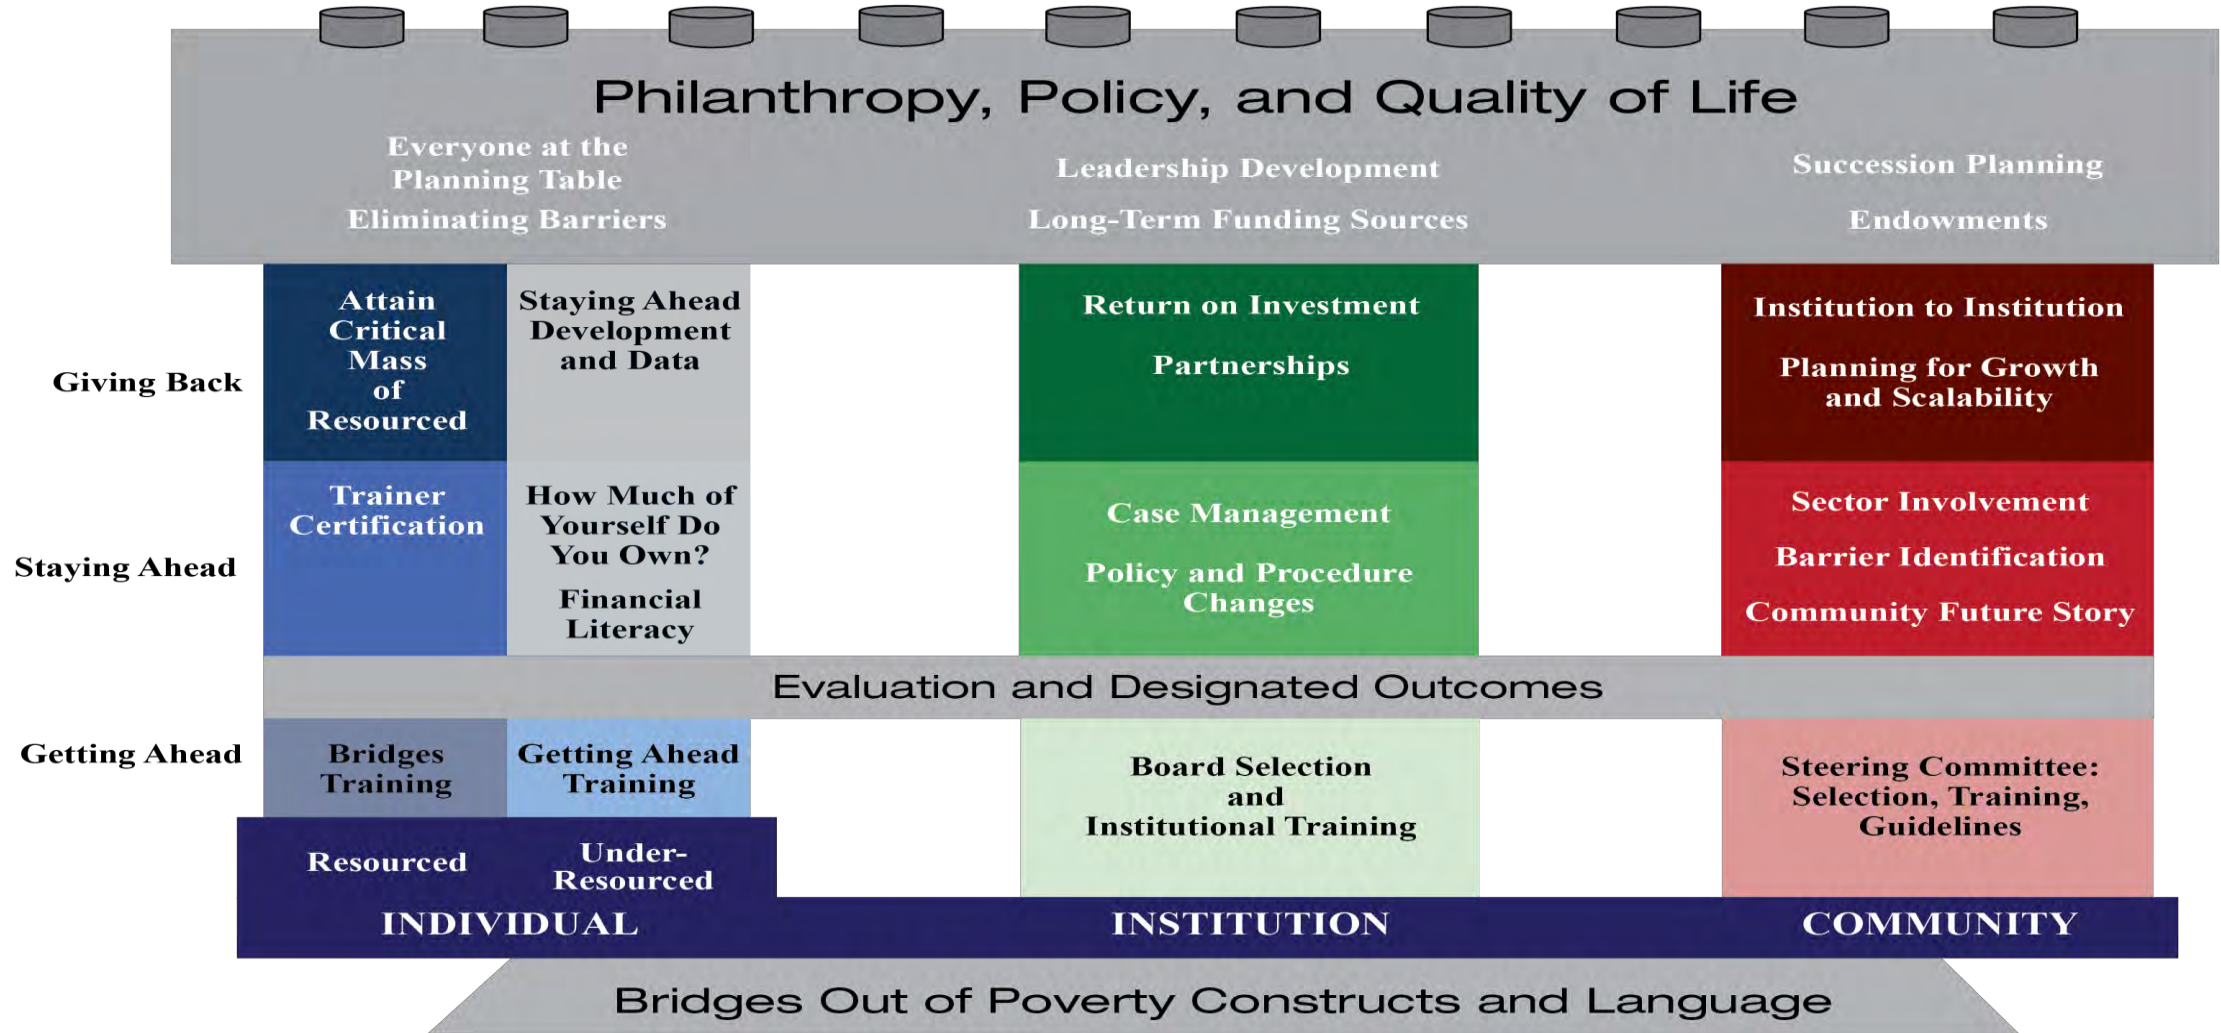 Philanthropy, Policy, and Quality of Life
Everyone at the
Planning Table
Eliminating Barriers
Leadership Development
Long-Term Funding Sources
Succession Planning
Endowments
Giving Back
Attain
Critical
Mass
of
Resourced
Staying Ahead
Development
and Data
Return on Investment
Partnerships
Institution to Institution
Planning for Growth
and Scalability
Staying Ahead
Trainer
Certification
How Much of
Yourself Do
You Own?
Financial
Literacy
Case Management
Policy and Procedure
Changes
Sector Involvement
Barrier Identification
Community Future Story
Evaluation and Designated Outcomes
Getting Ahead
Bridges
Training
Getting Ahead
Training
Board Selection
and
Institutional Training
Steering Committee:
Selection, Training,
Guidelines
Resourced
Under-
Resourced
INDIVIDUAL
INSTITUTION
COMMUNITY
Bridges Out of Poverty Constructs and Language